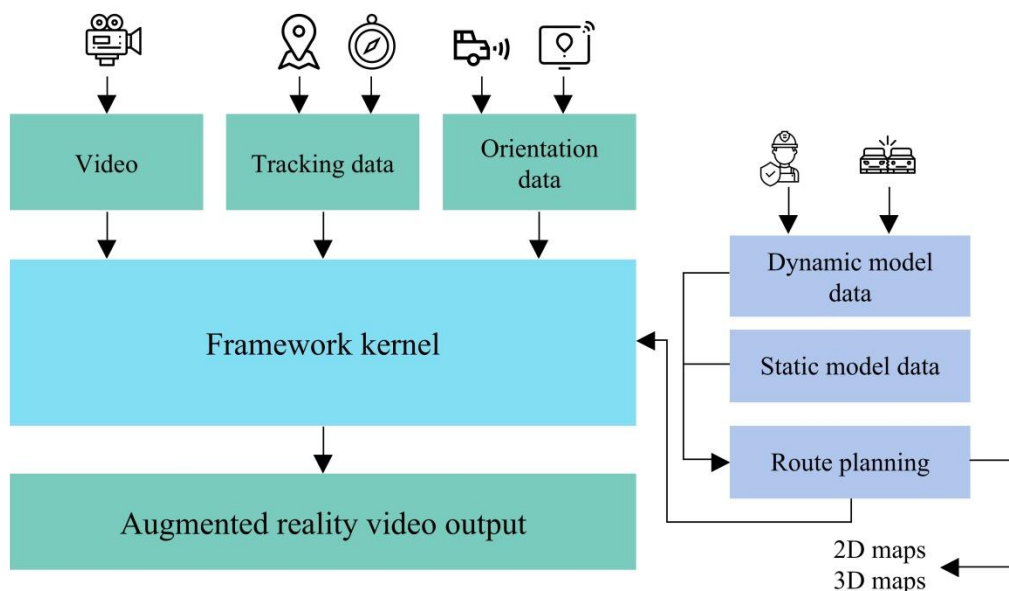 Video
Tracking data
Orientation
data
Dynamic model
data
Framework kernel
Static model data
Route planning
Augmented reality video output
2D maps
3D maps